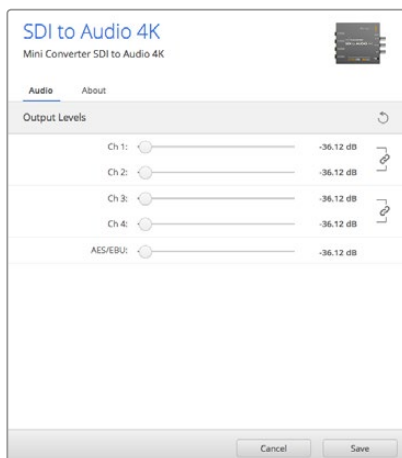 SDI to Audio 4K
Mini Converter SDI to Audio 4K
Audio About
Output Levels
Ch 1: -36.12 dB
Ch 2: -36.12 dB
Ch 3: -36.12 dB
Ch 4: -36.12 dB
AES/EBU: -36.12 dB
Cancel Save